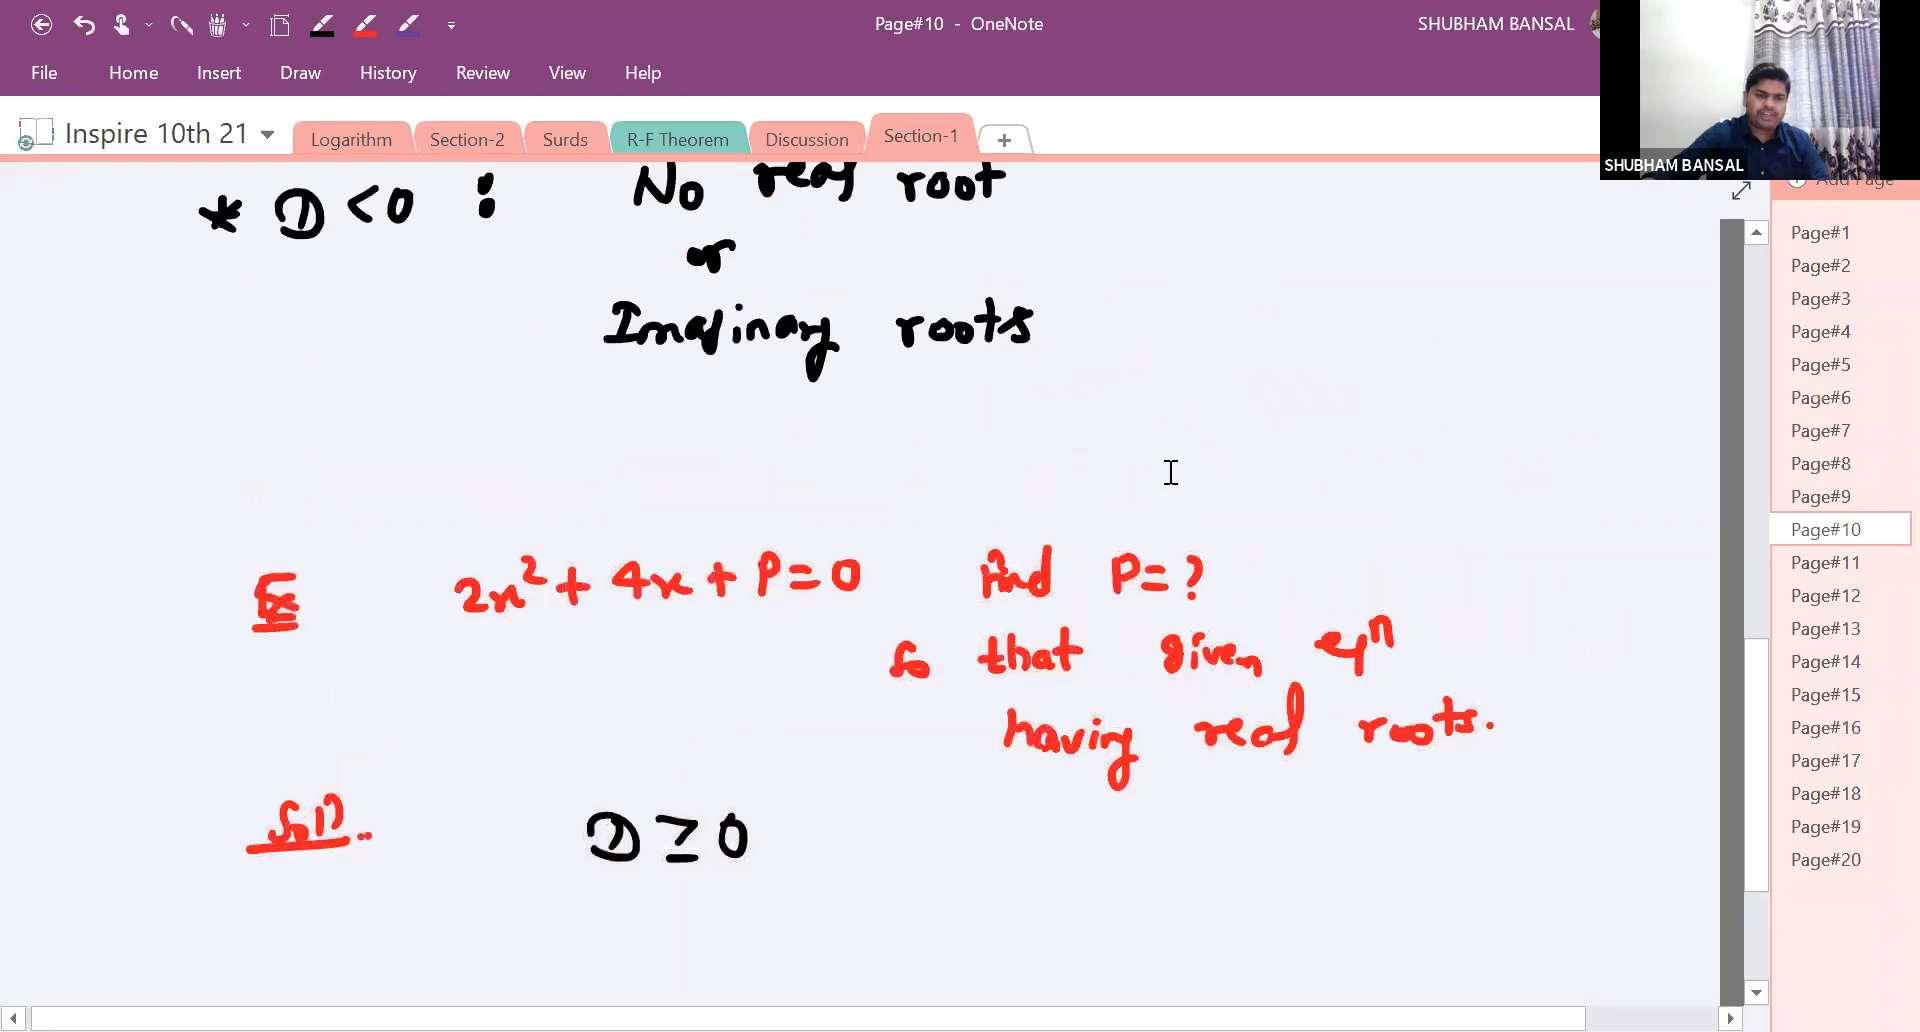 Page#10 - OneNote
SHUBHAM BANSAL
File Home Insert Draw History Review View Help
SHUBHAM BANSAL
Inspire 10th 21
Logarithm Section-2 Surds R-F Theorem Discussion Section-1 +
Add Page
* D < 0 : No real root
or
Imaginary roots
Ex 2x² + 4x + P = 0 find P = ?
so that given eqⁿ
having real roots.
Solⁿ..
D ≥ 0
Page#1
Page#2
Page#3
Page#4
Page#5
Page#6
Page#7
Page#8
Page#9
Page#10
Page#11
Page#12
Page#13
Page#14
Page#15
Page#16
Page#17
Page#18
Page#19
Page#20